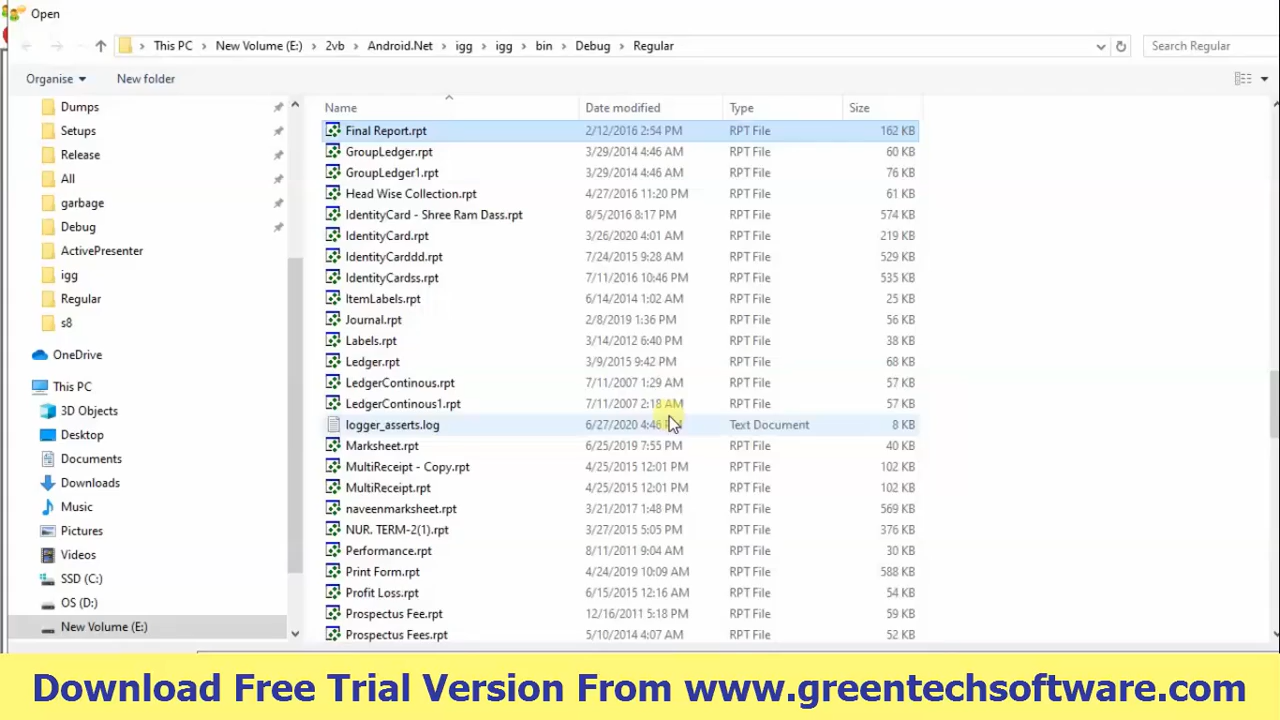 Open
This PC > New Volume (E:) > 2vb > Android.Net > igg > igg > bin > Debug > Regular
Search Regular
Organise New folder
Name Date modified Type Size
Dumps
Setups
Release
All
garbage
Debug
ActivePresenter
igg
Regular
s8
OneDrive
This PC
3D Objects
Desktop
Documents
Downloads
Music
Pictures
Videos
SSD (C:)
OS (D:)
New Volume (E:)
Final Report.rpt 2/12/2016 2:54 PM RPT File 162 KB
GroupLedger.rpt 3/29/2014 4:46 AM RPT File 60 KB
GroupLedger1.rpt 3/29/2014 4:46 AM RPT File 76 KB
Head Wise Collection.rpt 4/27/2016 11:20 PM RPT File 61 KB
IdentityCard - Shree Ram Dass.rpt 8/5/2016 8:17 PM RPT File 574 KB
IdentityCard.rpt 3/26/2020 4:01 AM RPT File 219 KB
IdentityCarddd.rpt 7/24/2015 9:28 AM RPT File 529 KB
IdentityCardss.rpt 7/11/2016 10:46 PM RPT File 535 KB
ItemLabels.rpt 6/14/2014 1:02 AM RPT File 25 KB
Journal.rpt 2/8/2019 1:36 PM RPT File 56 KB
Labels.rpt 3/14/2012 6:40 PM RPT File 38 KB
Ledger.rpt 3/9/2015 9:42 PM RPT File 68 KB
LedgerContinous.rpt 7/11/2007 1:29 AM RPT File 57 KB
LedgerContinous1.rpt 7/11/2007 2:18 AM RPT File 57 KB
logger_asserts.log 6/27/2020 4:46 Text Document 8 KB
Marksheet.rpt 6/25/2019 7:55 PM RPT File 40 KB
MultiReceipt - Copy.rpt 4/25/2015 12:01 PM RPT File 102 KB
MultiReceipt.rpt 4/25/2015 12:01 PM RPT File 102 KB
naveenmarksheet.rpt 3/21/2017 1:48 PM RPT File 569 KB
NUR. TERM-2(1).rpt 3/27/2015 5:05 PM RPT File 376 KB
Performance.rpt 8/11/2011 9:04 AM RPT File 30 KB
Print Form.rpt 4/24/2019 10:09 AM RPT File 588 KB
Profit Loss.rpt 6/15/2015 12:16 AM RPT File 54 KB
Prospectus Fee.rpt 12/16/2011 5:18 PM RPT File 59 KB
Prospectus Fees.rpt 5/10/2014 4:07 AM RPT File 52 KB
Download Free Trial Version From www.greentechsoftware.com